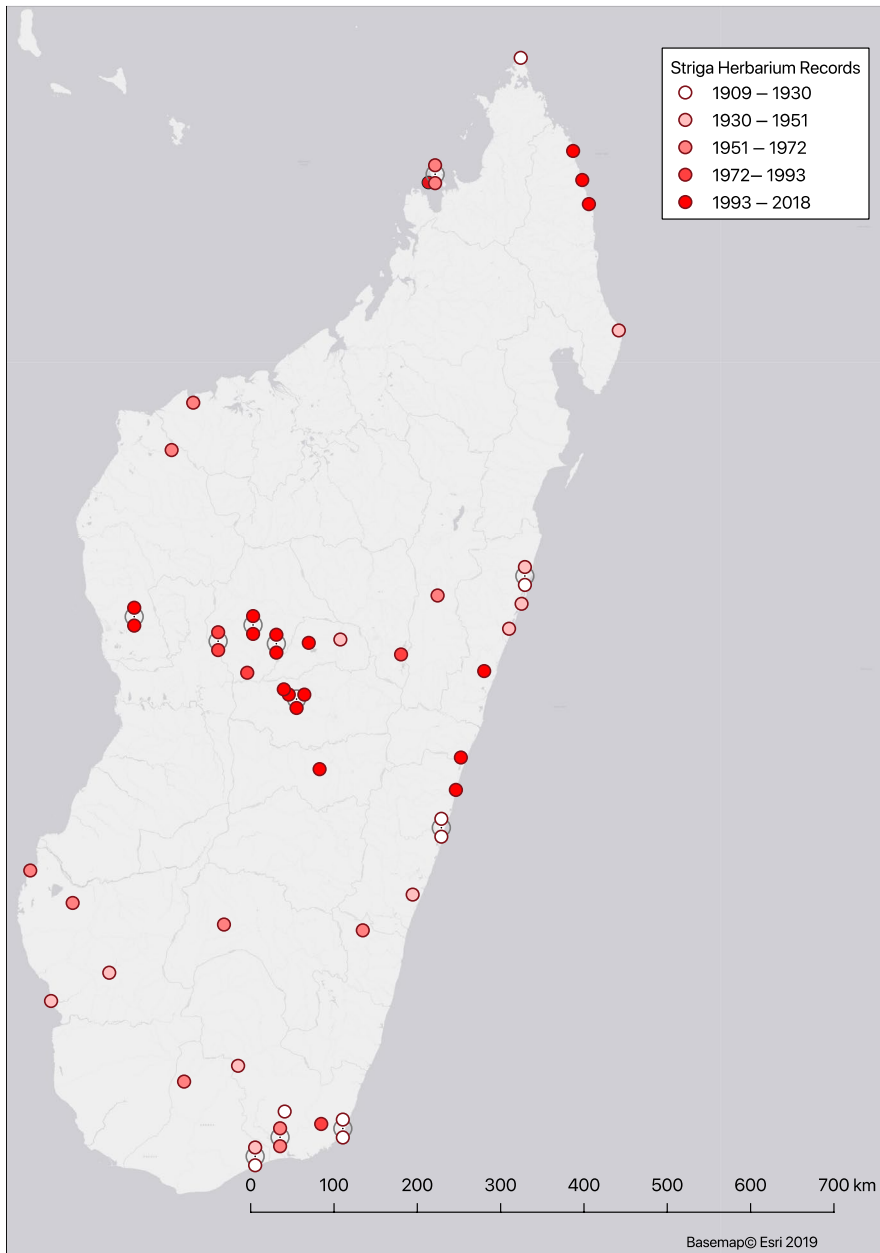 Striga Herbarium Records
1909 – 1930
1930 – 1951
1951 – 1972
1972– 1993
1993 – 2018
0 100 200 300 400 500 600 700 km
Basemap© Esri 2019